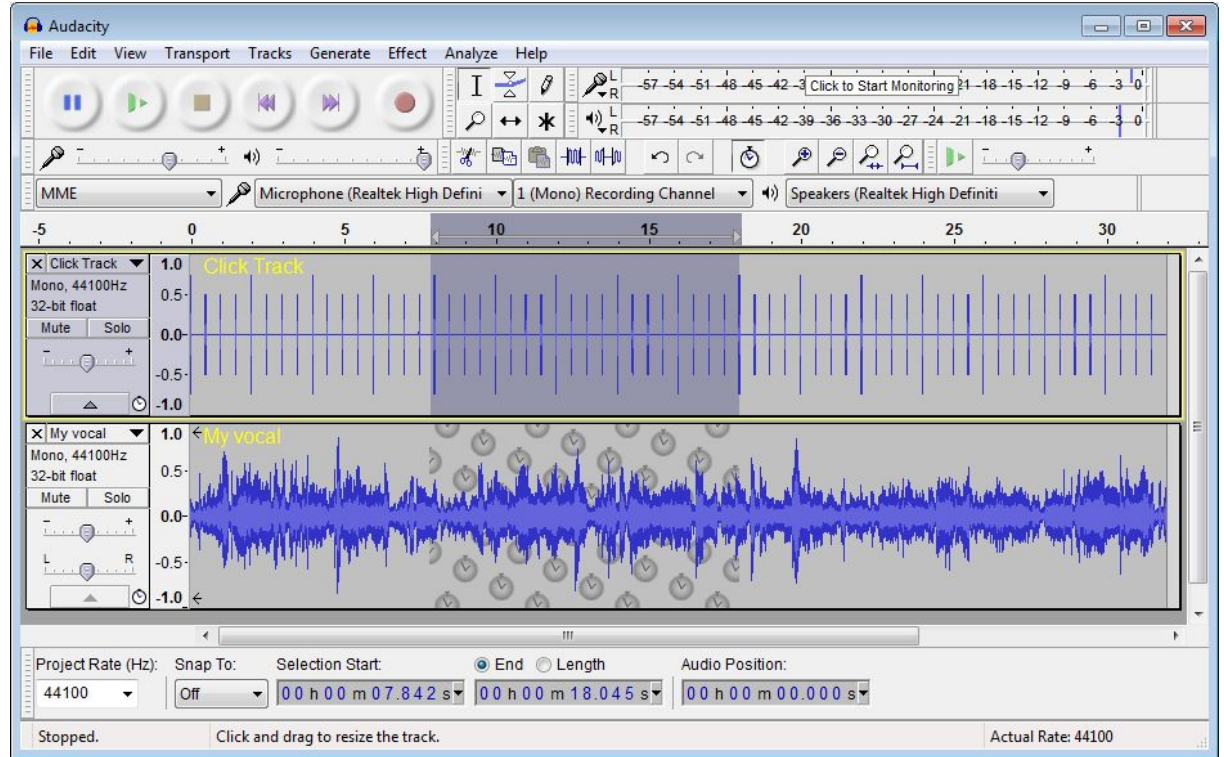 Audacity
File Edit View Transport Tracks Generate Effect Analyze Help
L
R
-57 -54 -51 -48 -45 -42 -3 Click to Start Monitoring 21 -18 -15 -12 -9 -6 -3 0
L
R
-57 -54 -51 -48 -45 -42 -39 -36 -33 -30 -27 -24 -21 -18 -15 -12 -9 -6 -3 0
- + - + - +
MME Microphone (Realtek High Defini 1 (Mono) Recording Channel Speakers (Realtek High Definiti
-5 0 5 10 15 20 25 30
X Click Track 1.0 Click Track
Mono, 44100Hz
32-bit float 0.5
Mute Solo 0.0
- +
-0.5
-1.0
X My vocal 1.0 My vocal
Mono, 44100Hz
32-bit float 0.5
Mute Solo 0.0
- +
L R -0.5
-1.0
Project Rate (Hz): Snap To: Selection Start: End Length Audio Position:
44100 Off 00 h 00 m 07.842 s 00 h 00 m 18.045 s 00 h 00 m 00.000 s
Stopped. Click and drag to resize the track. Actual Rate: 44100